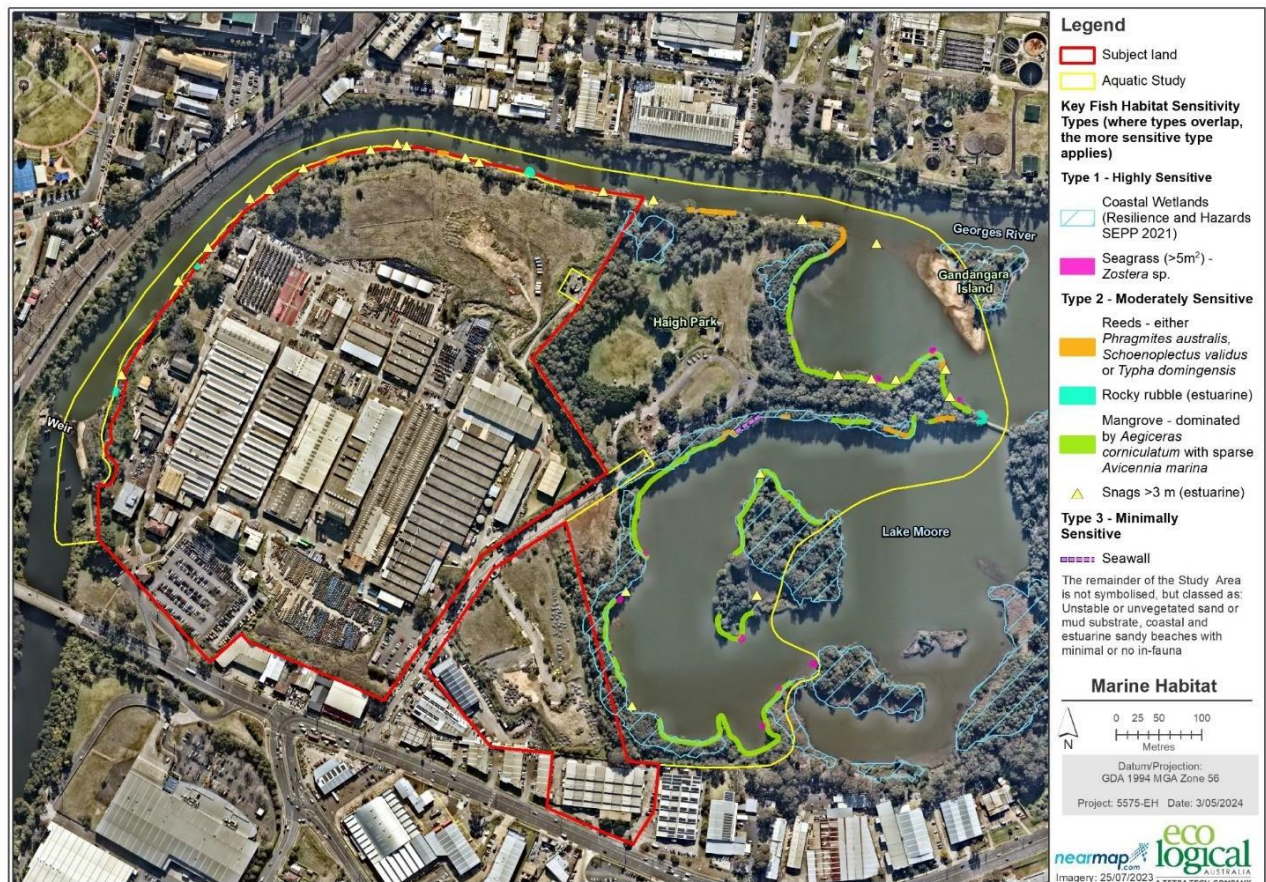 Weir
Haigh Park
Georges River
Gandangara
Island
Lake Moore
Legend
Subject land
Aquatic Study
Key Fish Habitat Sensitivity
Types (where types overlap,
the more sensitive type
applies)
Type 1 - Highly Sensitive
Coastal Wetlands
(Resilience and Hazards
SEPP 2021)
Seagrass (>5m²) -
Zostera sp.
Type 2 - Moderately Sensitive
Reeds - either
Phragmites australis,
Schoenoplectus validus
or Typha domingensis
Rocky rubble (estuarine)
Mangrove - dominated
by Aegiceras
corniculatum with sparse
Avicennia marina
Snags >3 m (estuarine)
Type 3 - Minimally
Sensitive
Seawall
The remainder of the Study Area
is not symbolised, but classed as:
Unstable or unvegetated sand or
mud substrate, coastal and
estuarine sandy beaches with
minimal or no in-fauna
Marine Habitat
N
0 25 50 100
Metres
Datum/Projection:
GDA 1994 MGA Zone 56
Project: 5575-EH Date: 3/05/2024
nearmap.com
Imagery: 25/07/2023
eco
logical
AUSTRALIA
A TETRA TECH COMPANY